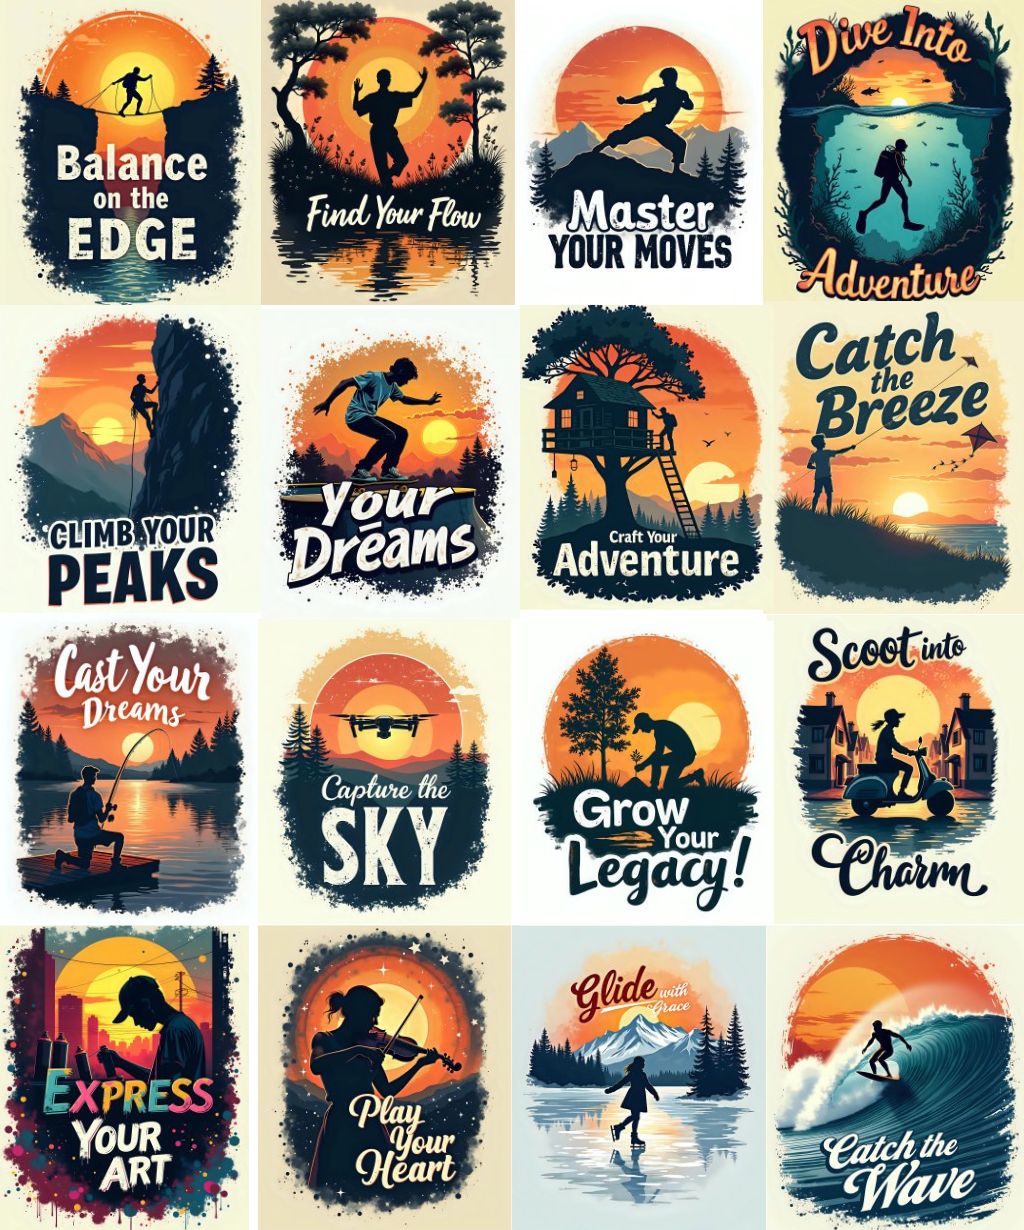 Balance
on the
EDGE
Find Your Flow
Master
YOUR MOVES
Dive Into
Adventure
CLIMB YOUR
PEAKS
Your
Dreams
Craft Your
Adventure
Catch
the
Breeze
Cast Your
Dreams
Capture the
SKY
Grow
Your
Legacy!
Scoot into
Charm
EXPRESS
YOUR
ART
Play
Your
Heart
Glide with
Grace
Catch the
Wave